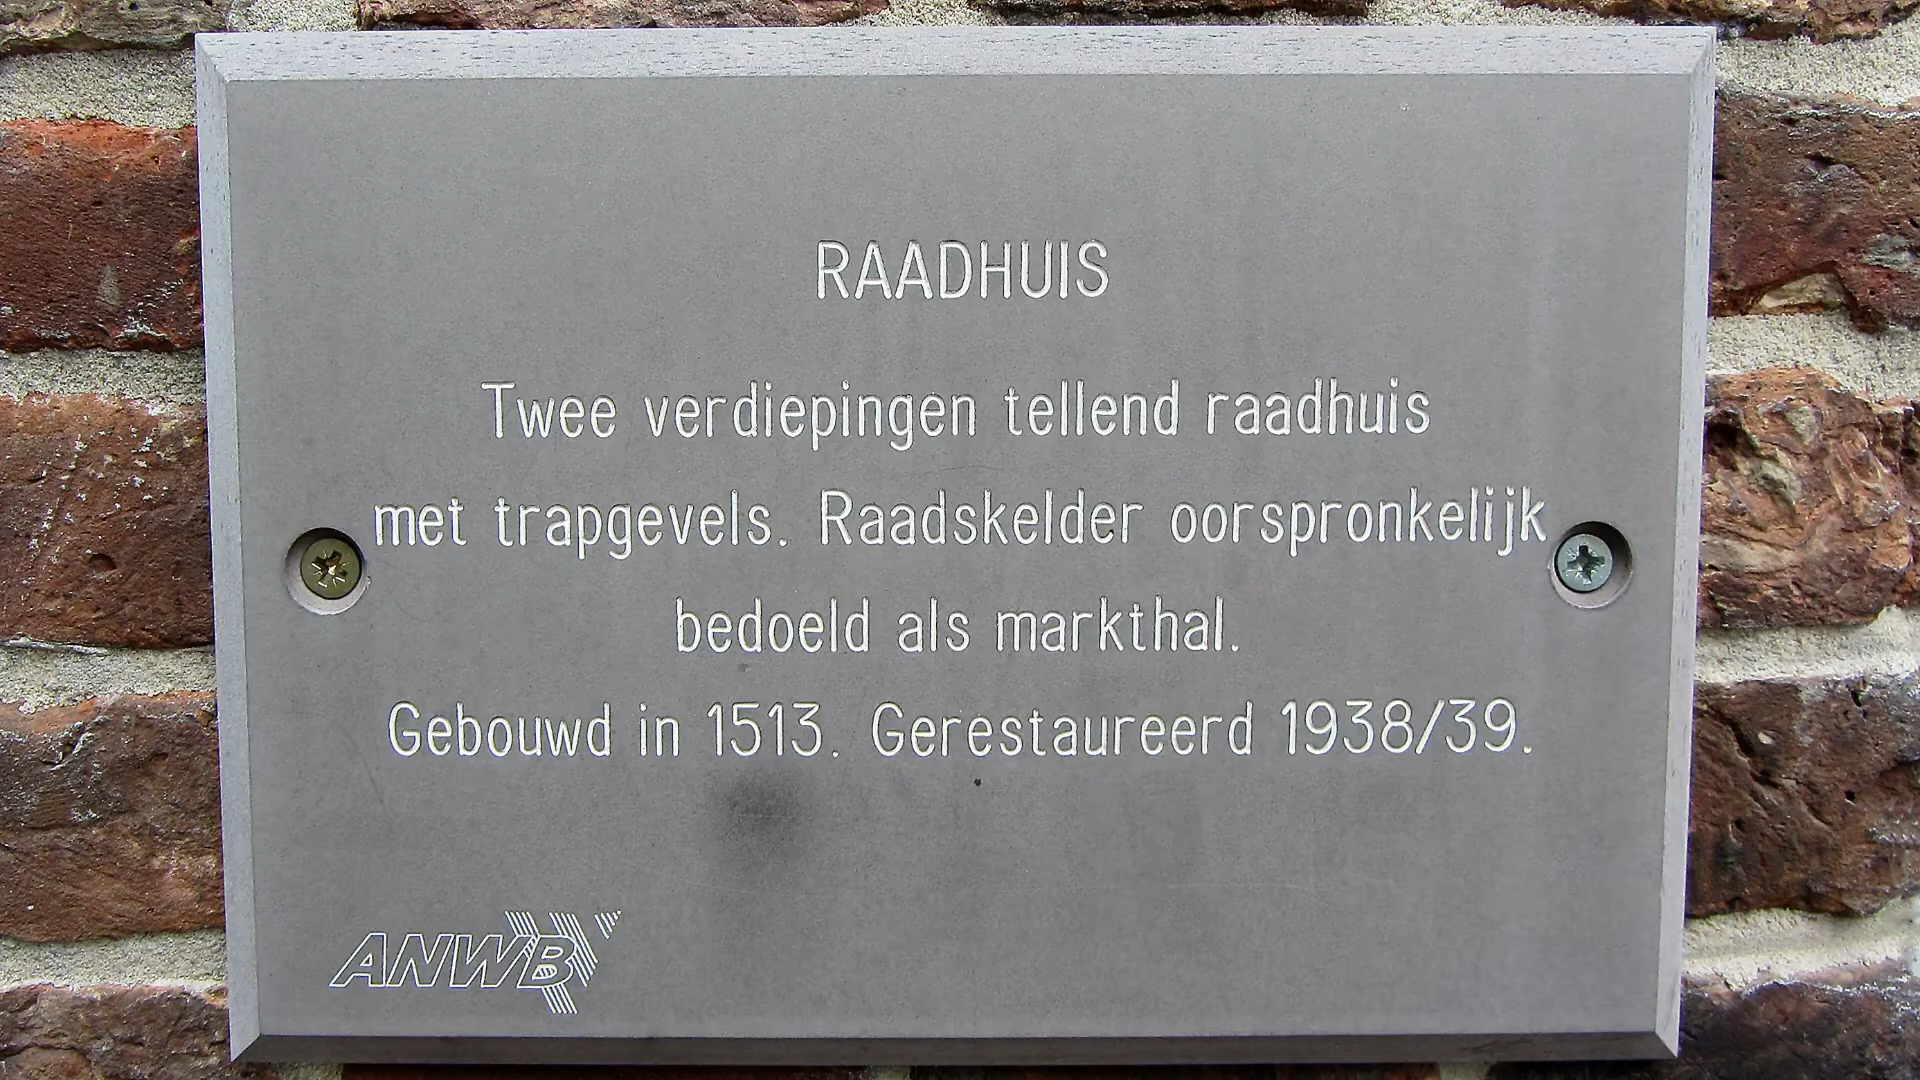 RAADHUIS
Twee verdiepingen tellend raadhuis
met trapgevels. Raadskelder oorspronkelijk
bedoeld als markthal.
Gebouwd in 1513. Gerestaureerd 1938/39.
ANWB